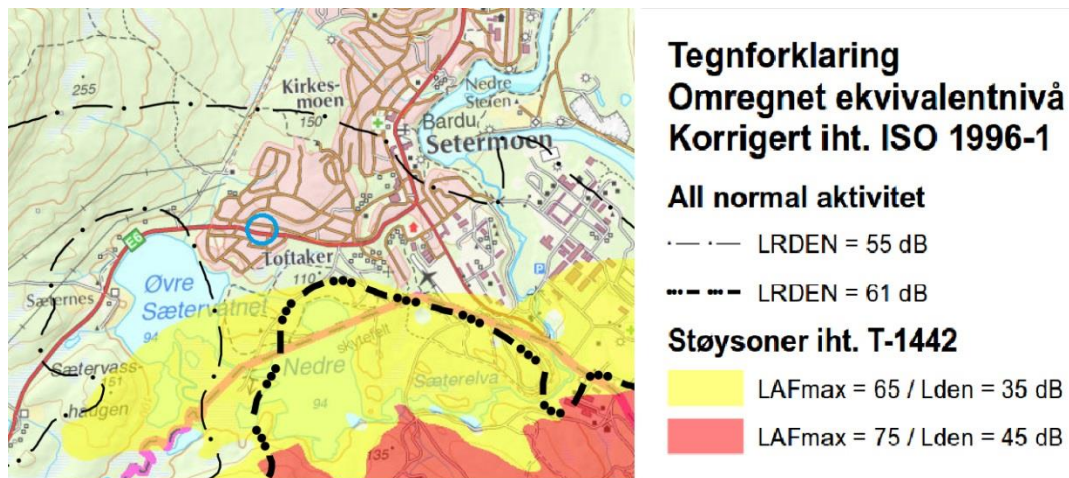 255
Kirkes-
moen
150
Nedre
Steien
Bardu
Setermoen
E6
Toftaker
110
Øvre
Sætervatnet
94
Sæternes
skytefelt
Sætervass-
haugen
151
Nedre
94
Sæterelva
135
P
Tegnforklaring
Omregnet ekvivalentnivå
Korrigert iht. ISO 1996-1
All normal aktivitet
LRDEN = 55 dB
LRDEN = 61 dB
Støysoner iht. T-1442
LAFmax = 65 / Lden = 35 dB
LAFmax = 75 / Lden = 45 dB